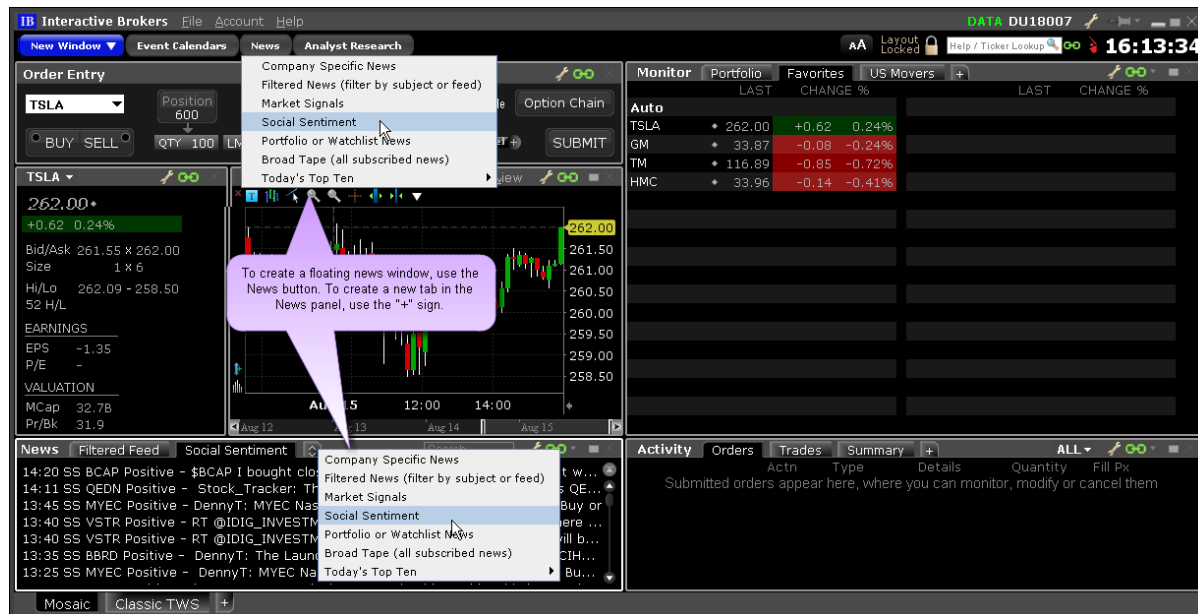 IB Interactive Brokers File Account Help DATA DU18007
New Window ▼ Event Calendars News Analyst Research AA Layout Locked Help / Ticker Lookup 16:13:34
Order Entry
TSLA Position 600 Option Chain
BUY SELL QTY 100 SUBMIT
Company Specific News
Filtered News (filter by subject or feed)
Market Signals
Social Sentiment
Portfolio or Watchlist News
Broad Tape (all subscribed news)
Today's Top Ten
Monitor Portfolio Favorites US Movers +
LAST CHANGE % LAST CHANGE %
Auto
TSLA 262.00 +0.62 0.24%
GM 33.87 -0.08 -0.24%
TM 116.89 -0.85 -0.72%
HMC 33.96 -0.14 -0.41%
TSLA
262.00
+0.62 0.24%
Bid/Ask 261.55 x 262.00
Size 1 x 6
Hi/Lo 262.09 - 258.50
52 H/L
EARNINGS
EPS -1.35
P/E -
VALUATION
MCap 32.7B
Pr/Bk 31.9
262.00
261.50
261.00
260.50
260.00
259.50
259.00
258.50
12:00 14:00
Aug 12 13 Aug 14 Aug 15
To create a floating news window, use the
News button. To create a new tab in the
News panel, use the "+" sign.
News Filtered Feed Social Sentiment
14:20 SS BCAP Positive - $BCAP I bought
14:11 SS QEDN Positive - Stock_Tracker:
13:45 SS MYEC Positive - DennyT: MYEC Buy or
13:40 SS VSTR Positive - RT
13:40 SS VSTR Positive - RT
13:35 SS BBRD Positive - DennyT: The
13:25 SS MYEC Positive - DennyT: MYEC
Company Specific News
Filtered News (filter by subject or feed)
Market Signals
Social Sentiment
Portfolio or Watchlist News
Broad Tape (all subscribed news)
Today's Top Ten
Activity Orders Trades Summary + ALL
Actn Type Details Quantity Fill Px
Submitted orders appear here, where you can monitor, modify or cancel them
Mosaic Classic TWS +